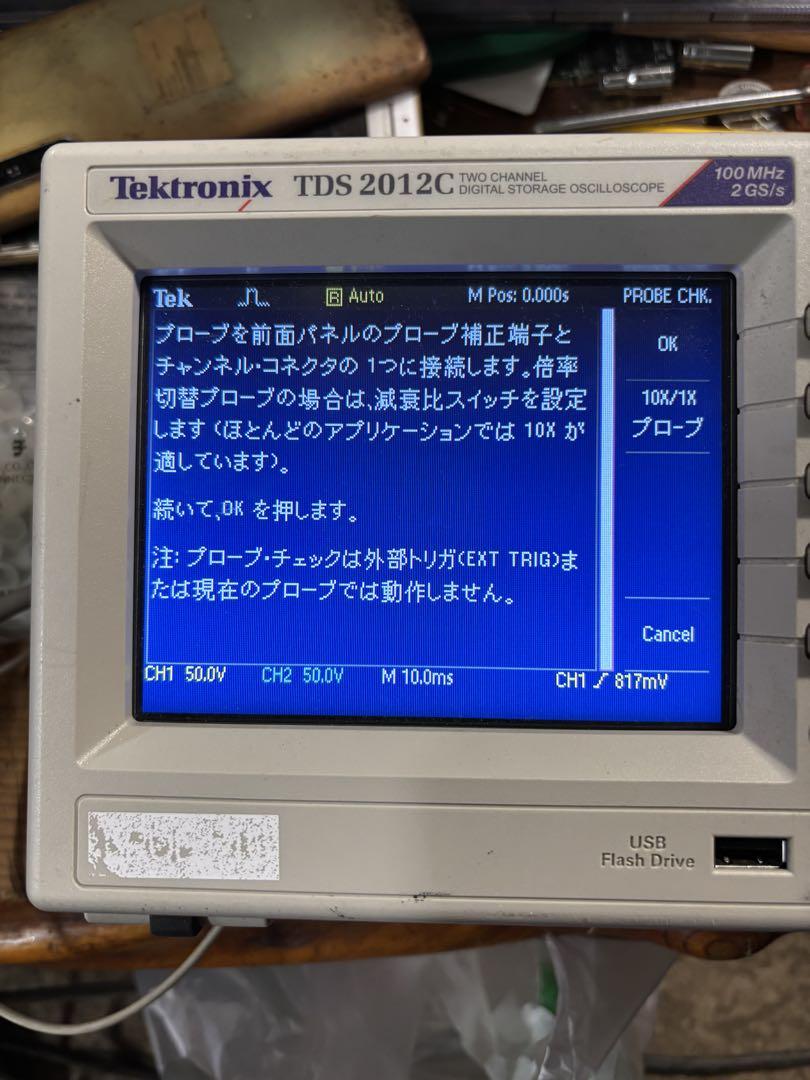 Tektronix TDS 2012C TWO CHANNEL
DIGITAL STORAGE OSCILLOSCOPE
100 MHz
2 GS/s
Tek
R Auto
M Pos: 0.000s
PROBE CHK.
プローブを前面パネルのプローブ補正端子と
チャンネル・コネクタの 1つに接続します。倍率
切替プローブの場合は、減衰比スイッチを設定
します (ほとんどのアプリケーションでは 10X が
適しています)。
続いて、OK を押します。
注: プローブ・チェックは外部トリガ(EXT TRIG)ま
たは現在のプローブでは動作しません。
OK
10X/1X
プローブ
Cancel
CH1 50.0V CH2 50.0V M 10.0ms CH1 817mV
USB
Flash Drive